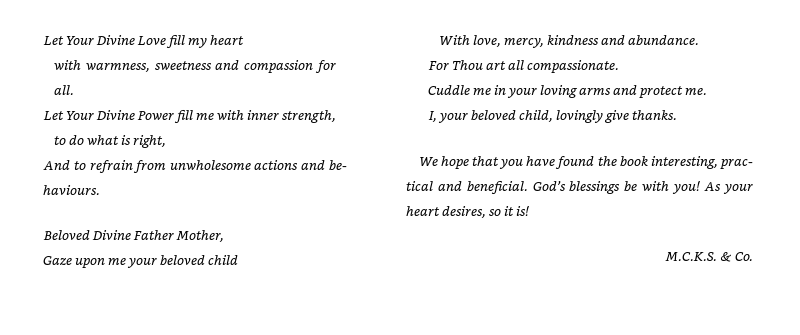 Let Your Divine Love fill my heart
with warmness, sweetness and compassion for
all.
Let Your Divine Power fill me with inner strength,
to do what is right,
And to refrain from unwholesome actions and be-
haviours.
Beloved Divine Father Mother,
Gaze upon me your beloved child
With love, mercy, kindness and abundance.
For Thou art all compassionate.
Cuddle me in your loving arms and protect me.
I, your beloved child, lovingly give thanks.
We hope that you have found the book interesting, prac-
tical and beneficial. God’s blessings be with you! As your
heart desires, so it is!
M.C.K.S. & Co.